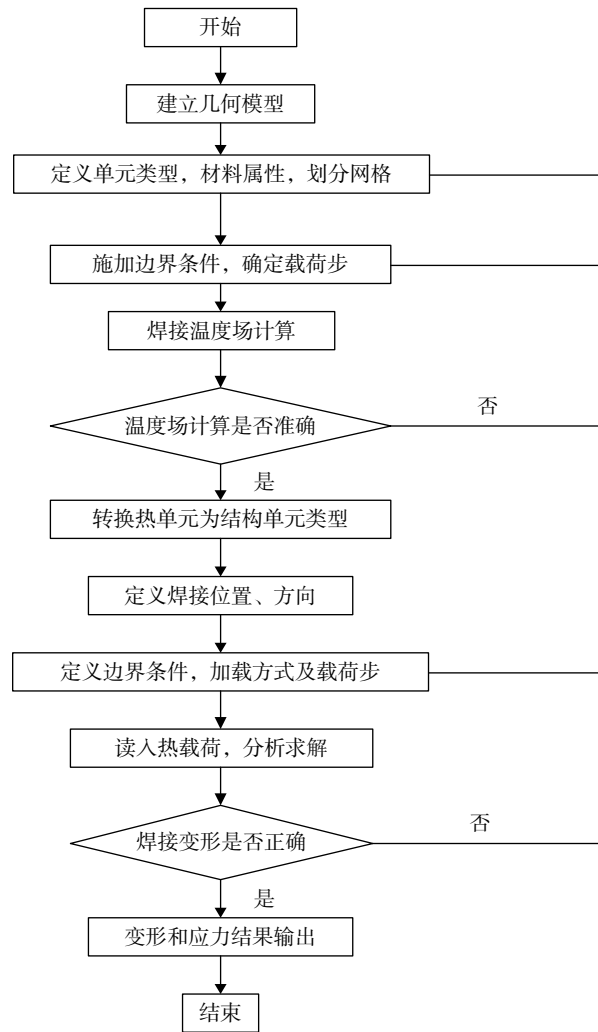 开始
建立几何模型
定义单元类型，材料属性，划分网格
施加边界条件，确定载荷步
焊接温度场计算
温度场计算是否准确
否
是
转换热单元为结构单元类型
定义焊接位置、方向
定义边界条件，加载方式及载荷步
读入热载荷，分析求解
焊接变形是否正确
否
是
变形和应力结果输出
结束